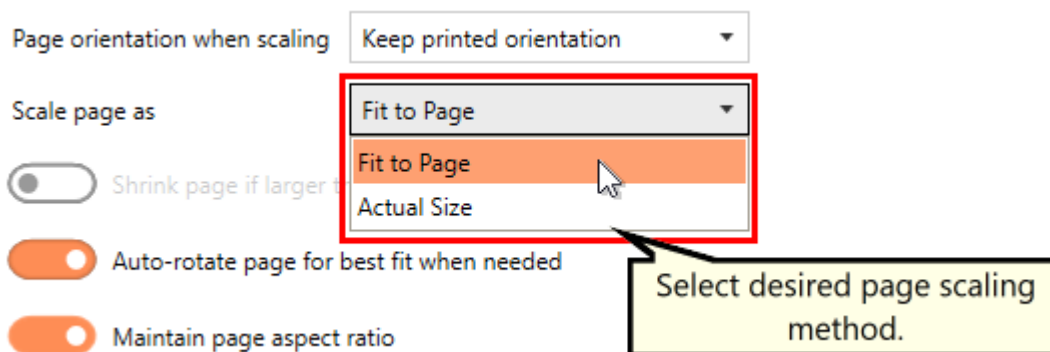 Page orientation when scaling Keep printed orientation
Scale page as Fit to Page
Fit to Page
Shrink page if larger
Actual Size
Auto-rotate page for best fit when needed
Select desired page scaling
method.
Maintain page aspect ratio